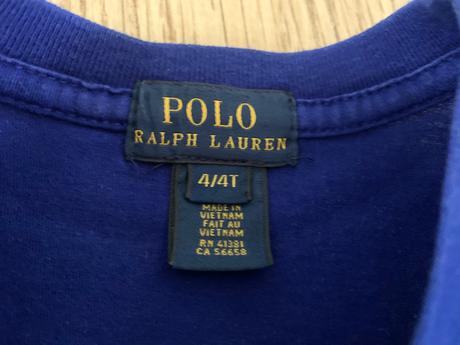 POLO
RALPH LAUREN
4/4T
MADE IN
VIETNAM
FAIT AU
VIETNAM
RN 41381
CA 56658